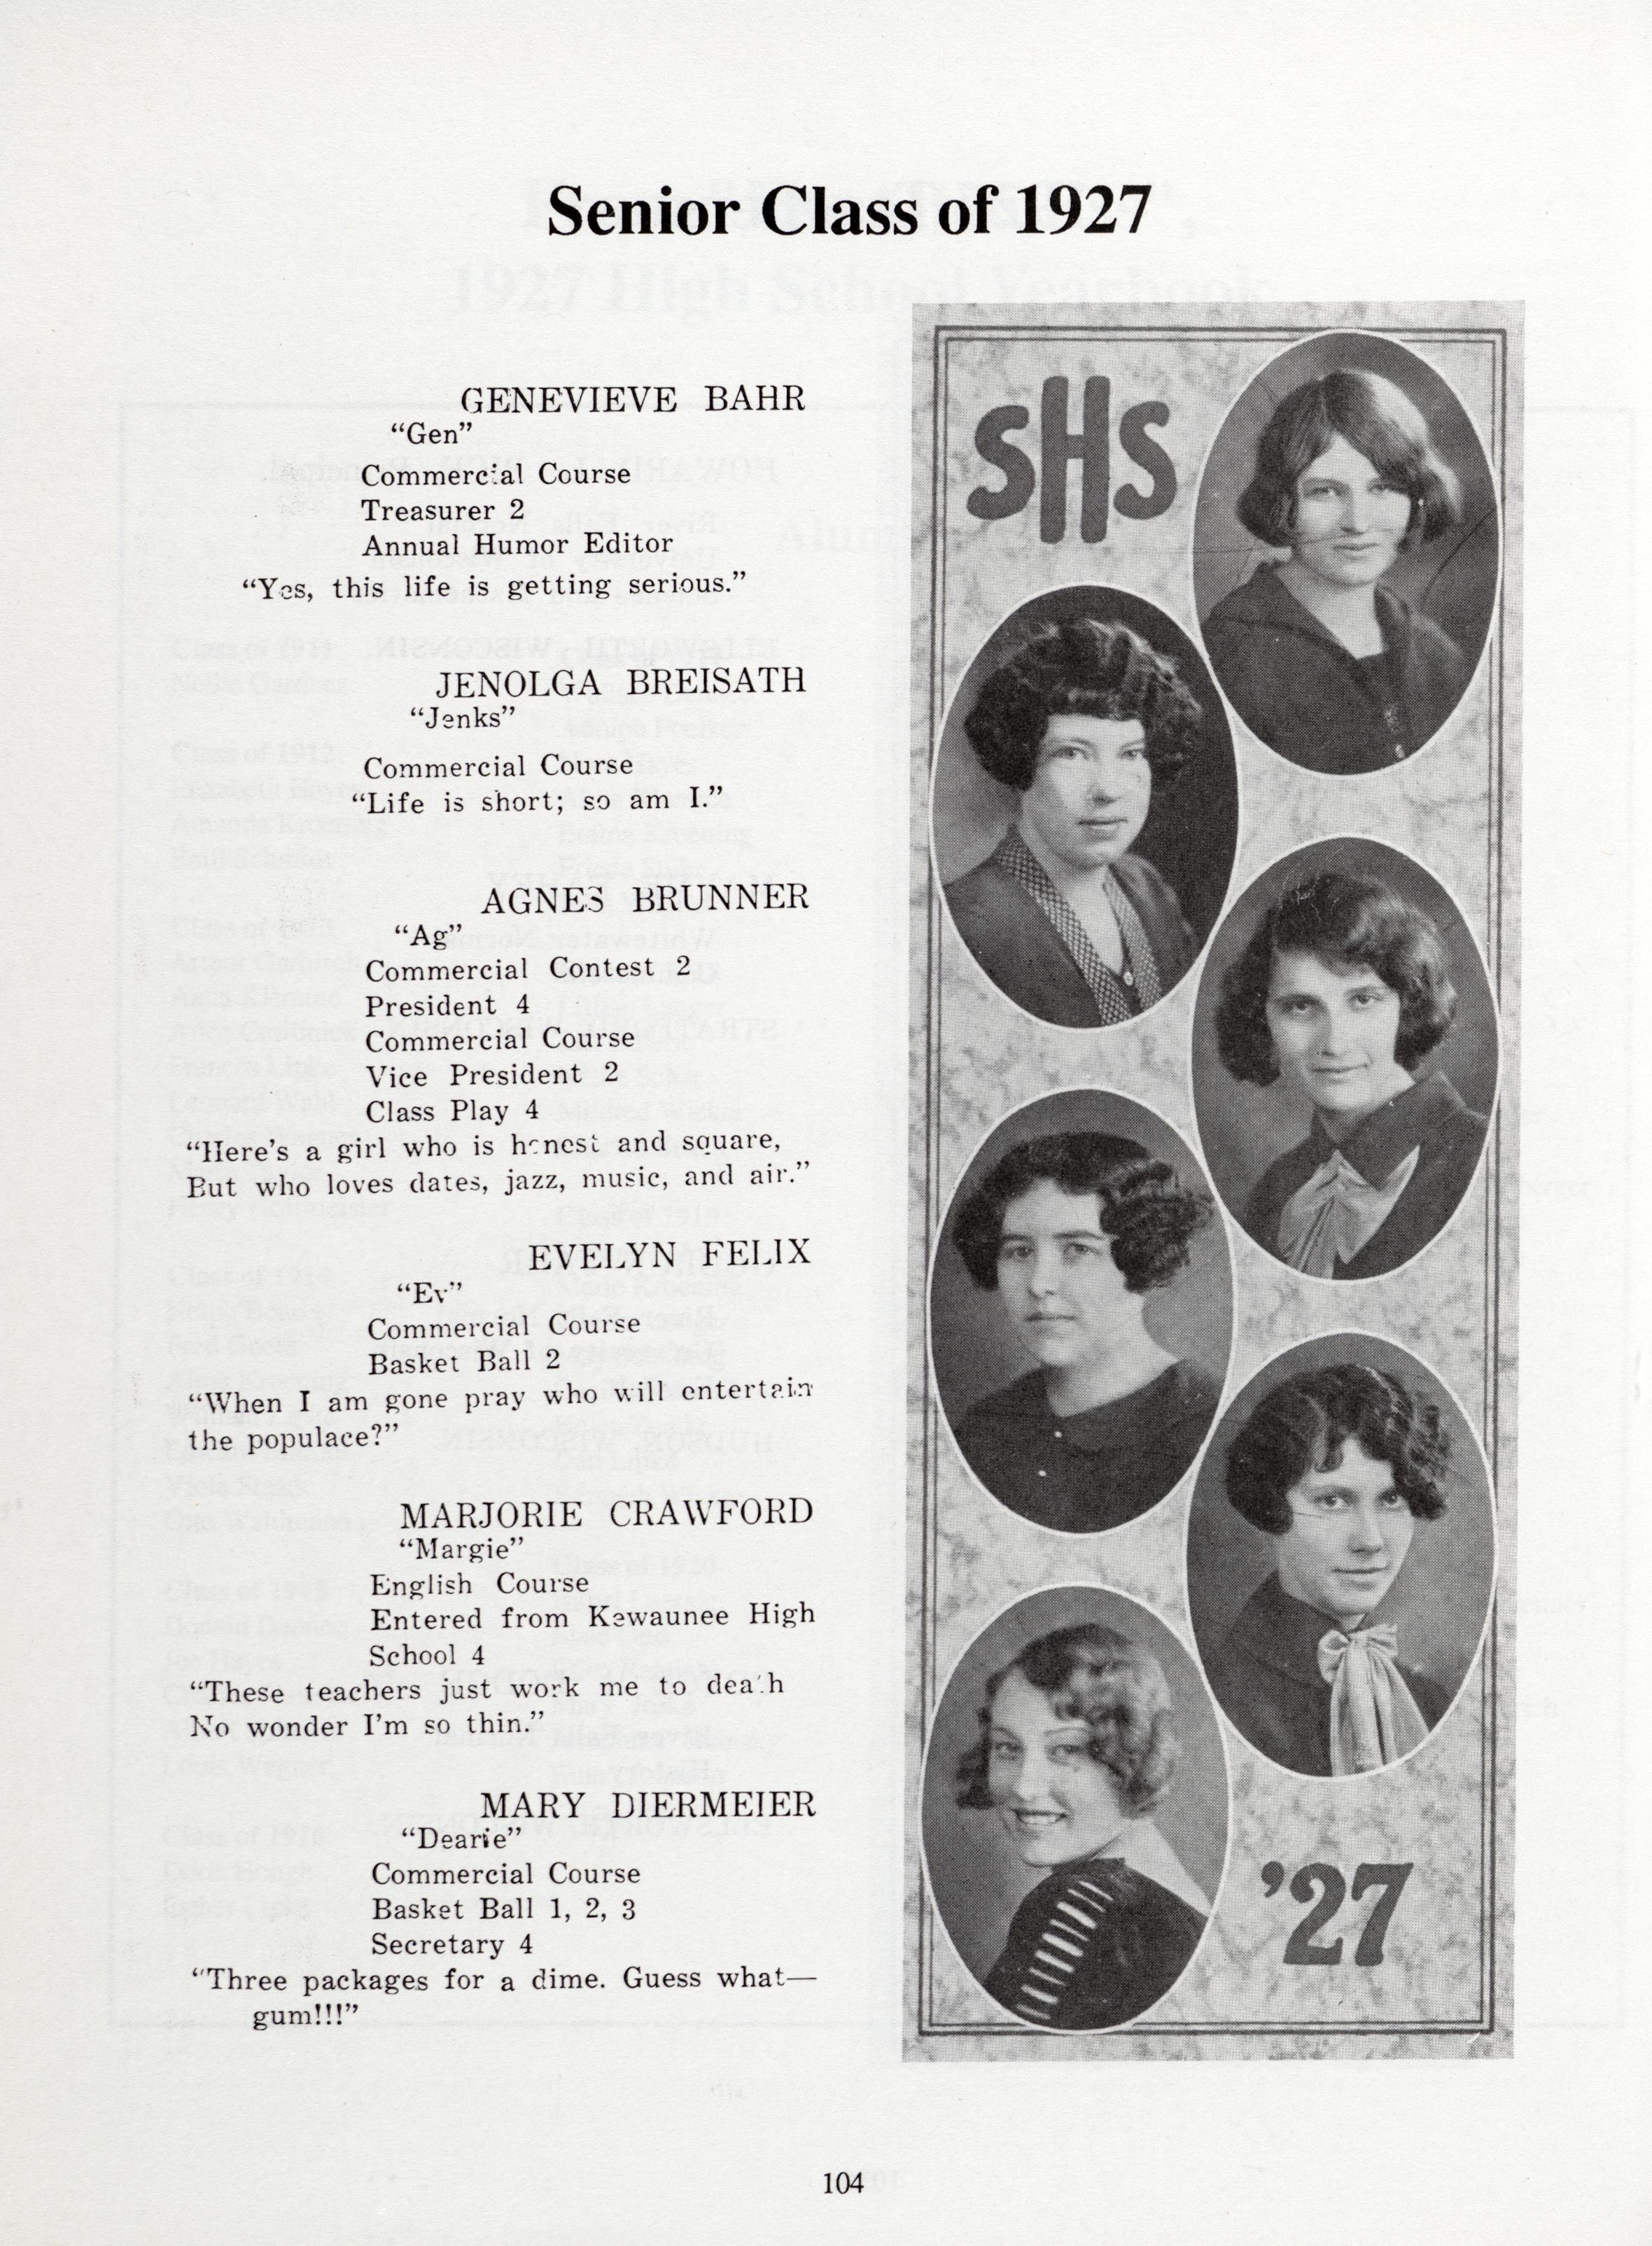 Senior Class of 1927
GENEVIEVE BAHR
“Gen”
Commercial Course
Treasurer 2
Annual Humor Editor
“Yes, this life is getting serious.”
JENOLGA BREISATH
“Jenks”
Commercial Course
“Life is short; so am I.”
AGNES BRUNNER
“Ag”
Commercial Contest 2
President 4
Commercial Course
Vice President 2
Class Play 4
“Here’s a girl who is honest and square,
But who loves dates, jazz, music, and air.”
EVELYN FELIX
“Ev”
Commercial Course
Basket Ball 2
“When I am gone pray who will entertain
the populace?”
MARJORIE CRAWFORD
“Margie”
English Course
Entered from Kewaunee High
School 4
“These teachers just work me to death
No wonder I’m so thin.”
MARY DIERMEIER
“Dearie”
Commercial Course
Basket Ball 1, 2, 3
Secretary 4
“Three packages for a dime. Guess what—
gum!!!”
SHS
’27
104